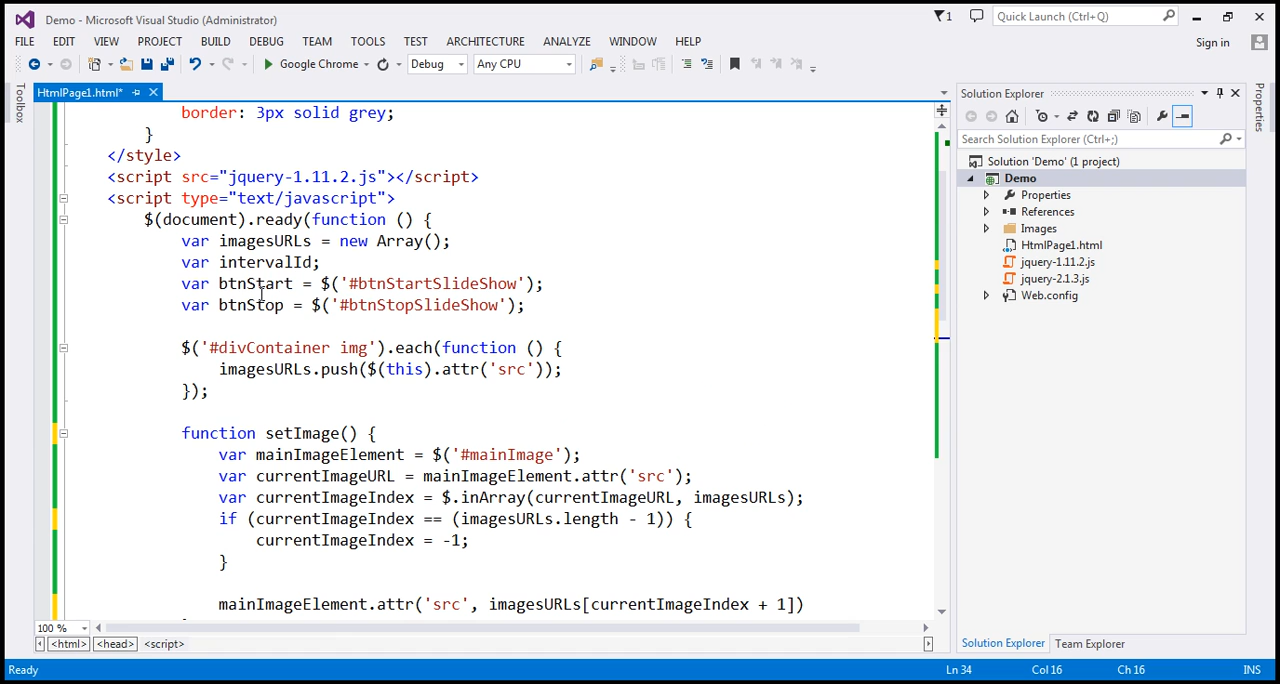 Demo - Microsoft Visual Studio (Administrator)
1
Quick Launch (Ctrl+Q)
FILE EDIT VIEW PROJECT BUILD DEBUG TEAM TOOLS TEST ARCHITECTURE ANALYZE WINDOW HELP
Sign in
Google Chrome
Debug
Any CPU
Toolbox
HtmlPage1.html*
border: 3px solid grey;
}
</style>
<script src="jquery-1.11.2.js"></script>
<script type="text/javascript">
$(document).ready(function () {
var imagesURLs = new Array();
var intervalId;
var btnStart = $('#btnStartSlideShow');
var btnStop = $('#btnStopSlideShow');
$('#divContainer img').each(function () {
imagesURLs.push($(this).attr('src'));
});
function setImage() {
var mainImageElement = $('#mainImage');
var currentImageURL = mainImageElement.attr('src');
var currentImageIndex = $.inArray(currentImageURL, imagesURLs);
if (currentImageIndex == (imagesURLs.length - 1)) {
currentImageIndex = -1;
}
mainImageElement.attr('src', imagesURLs[currentImageIndex + 1])
100 %
<html> <head> <script>
Solution Explorer
Search Solution Explorer (Ctrl+;)
Solution 'Demo' (1 project)
Demo
Properties
References
Images
HtmlPage1.html
jquery-1.11.2.js
jquery-2.1.3.js
Web.config
Solution Explorer Team Explorer
Properties
Ready
Ln 34
Col 16
Ch 16
INS